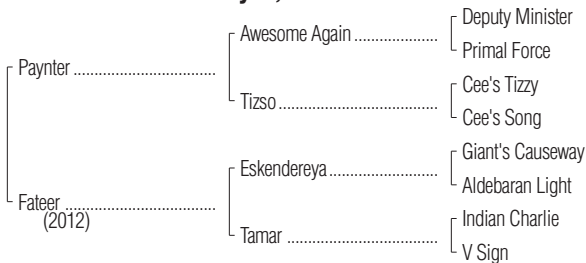 Deputy Minister
Awesome Again
Primal Force
Paynter
Cee's Tizzy
Tizso
Cee's Song
Giant's Causeway
Eskendereya
Aldebaran Light
Fateer
(2012)
Indian Charlie
Tamar
V Sign